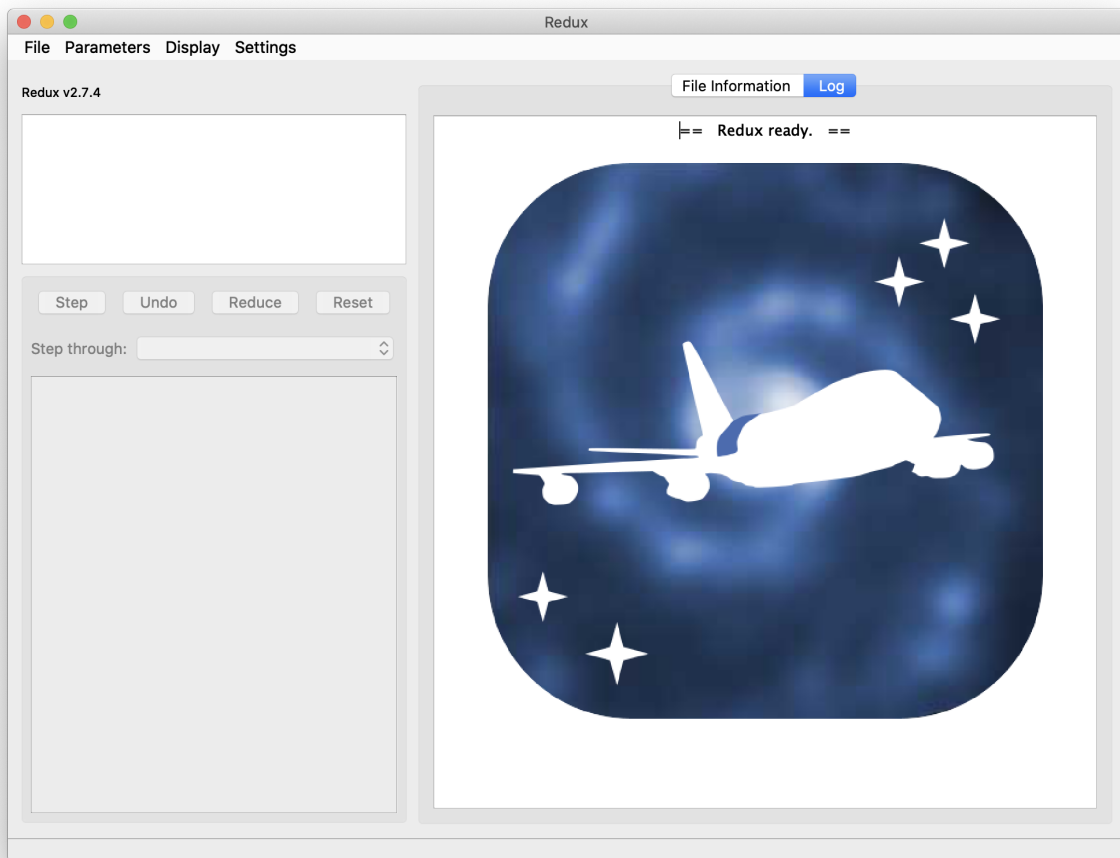 Redux
File Parameters Display Settings
Redux v2.7.4
File Information Log
== Redux ready. ==
Step Undo Reduce Reset
Step through: